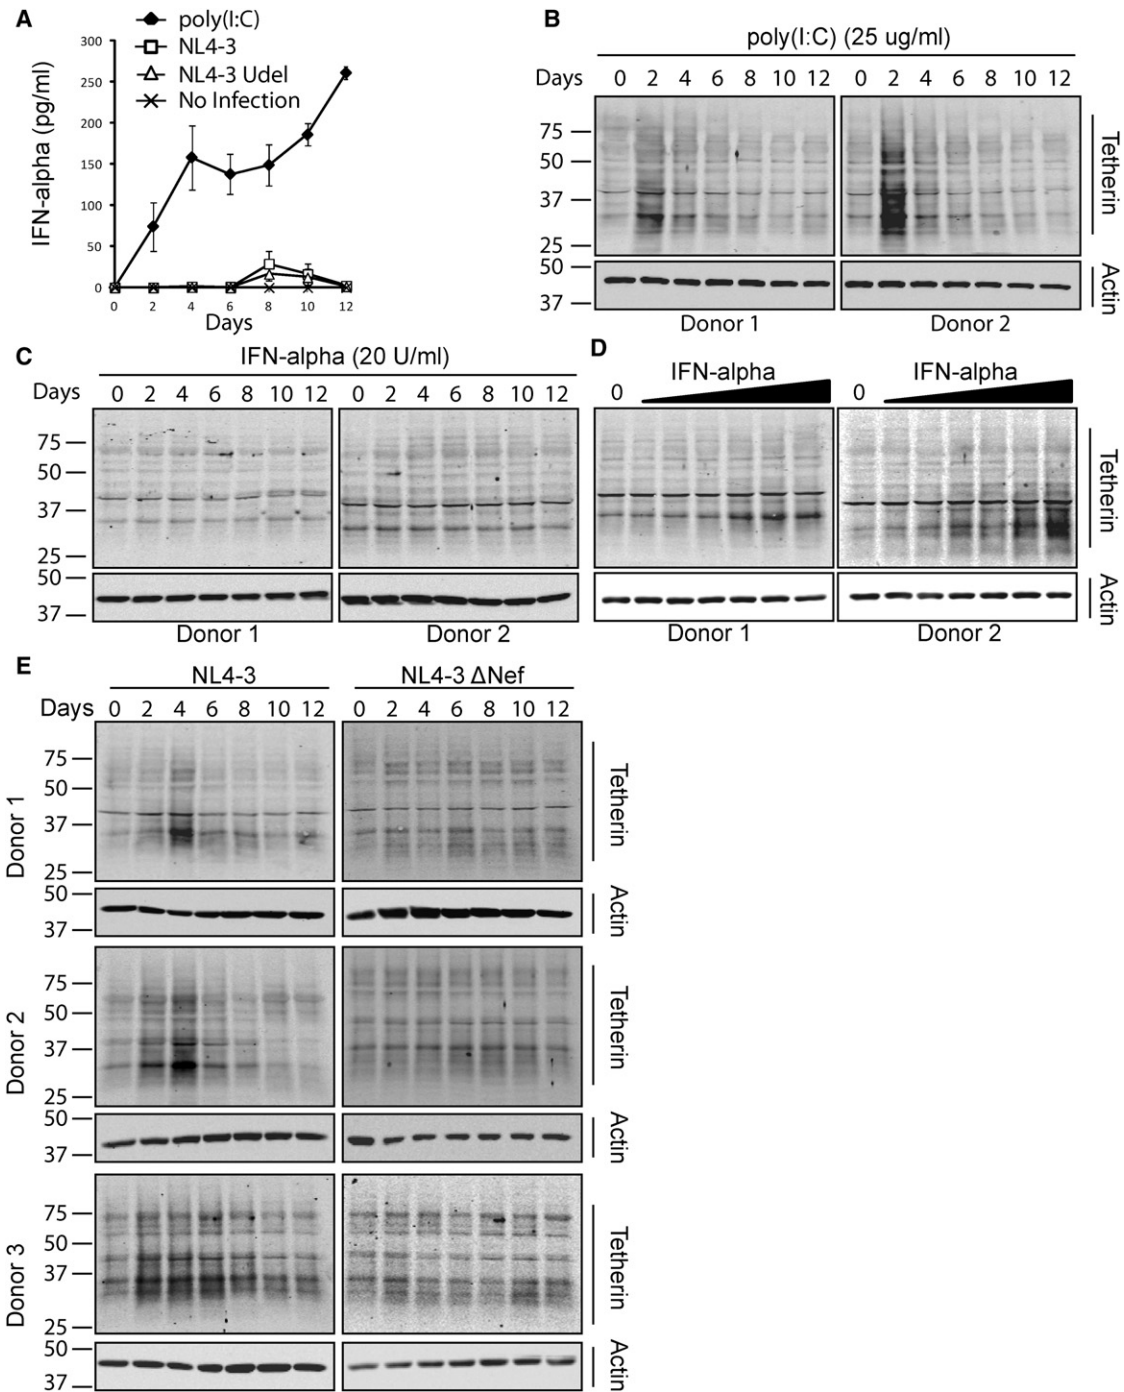 A
poly(I:C)
NL4-3
NL4-3 Udel
No Infection
IFN-alpha (pg/ml)
300
250
200
150
100
50
0
0 2 4 6 8 10 12
Days
B
poly(I:C) (25 ug/ml)
Days 0 2 4 6 8 10 12 0 2 4 6 8 10 12
75
50
37
25
Tetherin
50
37
Actin
Donor 1 Donor 2
C
IFN-alpha (20 U/ml)
Days 0 2 4 6 8 10 12 0 2 4 6 8 10 12
75
50
37
25
50
37
Donor 1 Donor 2
D
0 IFN-alpha 0 IFN-alpha
Tetherin
Actin
Donor 1 Donor 2
E
NL4-3 NL4-3 ΔNef
Days 0 2 4 6 8 10 12 0 2 4 6 8 10 12
Donor 1
75
50
37
25
Tetherin
50
37
Actin
Donor 2
75
50
37
25
Tetherin
50
37
Actin
Donor 3
75
50
37
25
Tetherin
50
37
Actin